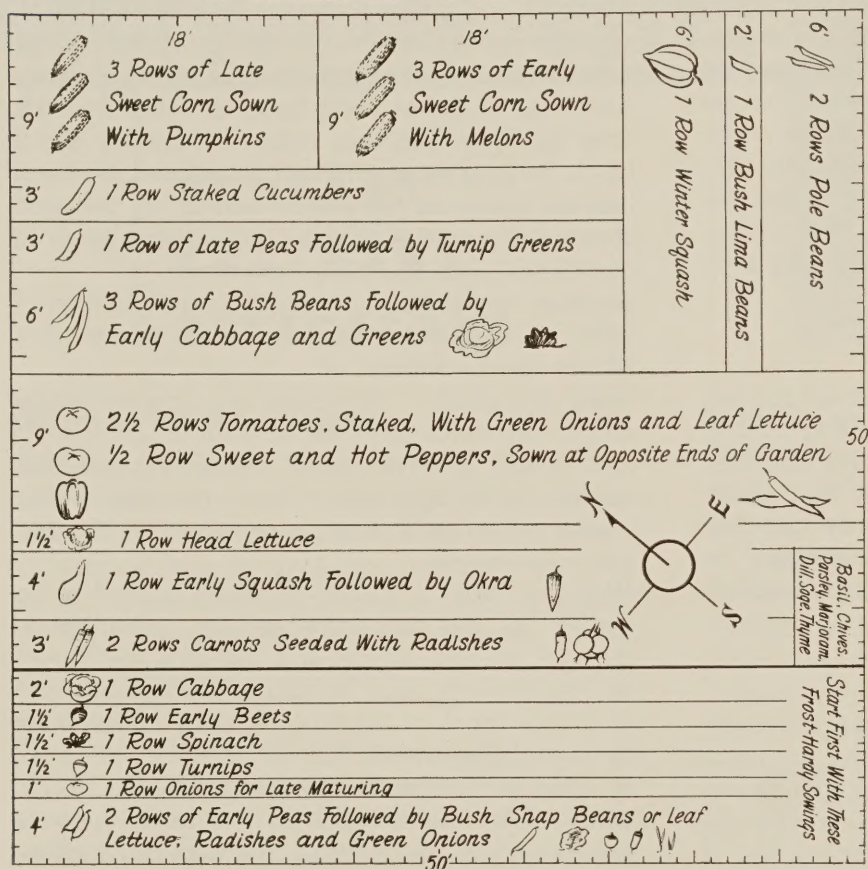 18'
9'
3 Rows of Late
Sweet Corn Sown
With Pumpkins
18'
9'
3 Rows of Early
Sweet Corn Sown
With Melons
6'
1 Row Winter Squash
2'
1 Row Bush Lima Beans
6'
2 Rows Pole Beans
3' 1 Row Staked Cucumbers
3' 1 Row of Late Peas Followed by Turnip Greens
6' 3 Rows of Bush Beans Followed by
Early Cabbage and Greens
9'
2½ Rows Tomatoes, Staked, With Green Onions and Leaf Lettuce
50'
½ Row Sweet and Hot Peppers, Sown at Opposite Ends of Garden
N
E
W
S
1½' 1 Row Head Lettuce
4' 1 Row Early Squash Followed by Okra
3' 2 Rows Carrots Seeded With Radishes
Basil, Chives,
Parsley, Marjoram,
Dill, Sage, Thyme
2' 1 Row Cabbage
1½' 1 Row Early Beets
1½' 1 Row Spinach
1½' 1 Row Turnips
1' 1 Row Onions for Late Maturing
4' 2 Rows of Early Peas Followed by Bush Snap Beans or Leaf
Lettuce, Radishes and Green Onions
Start First With These
Frost-Hardy Sowings
50'